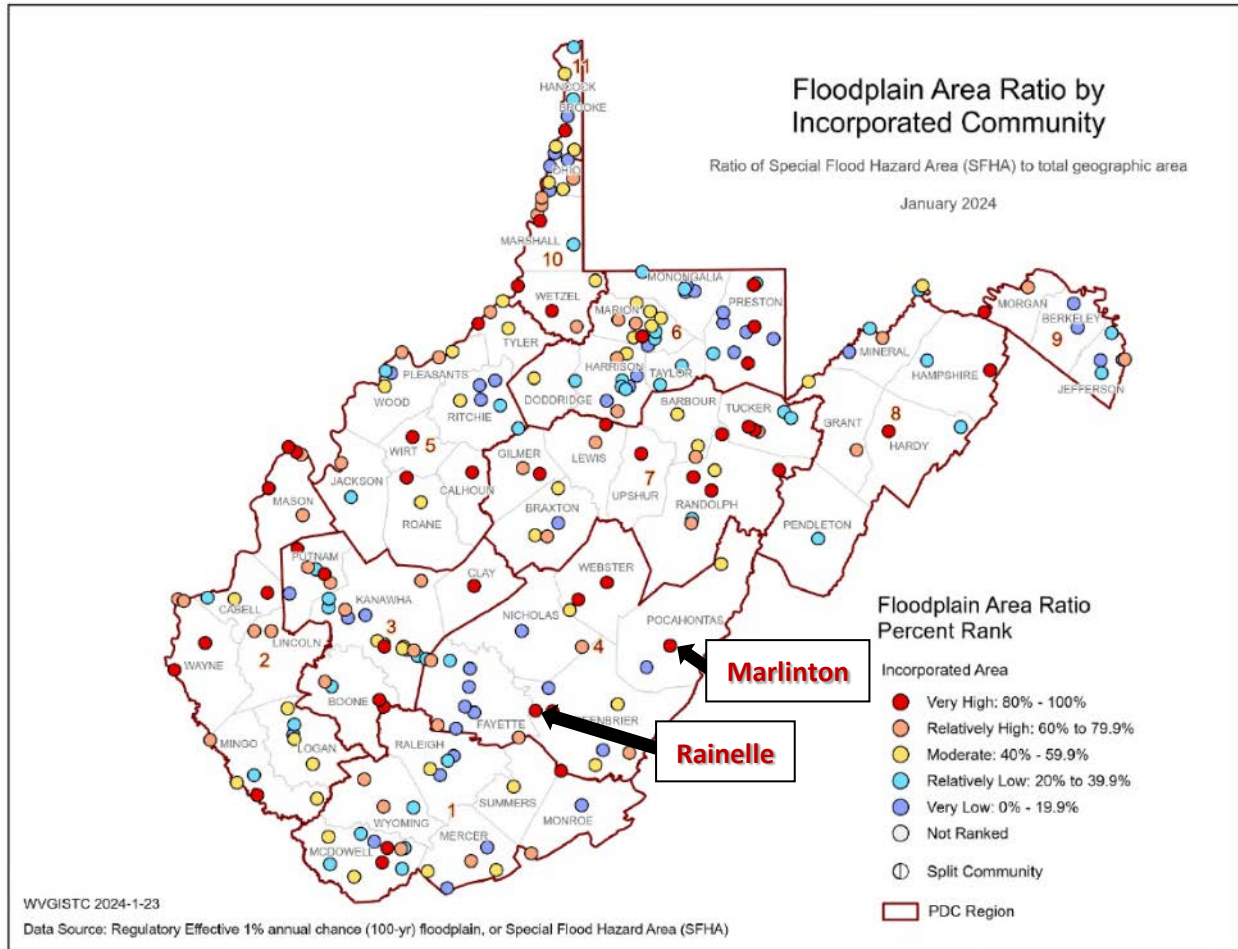 Floodplain Area Ratio by
Incorporated Community
Ratio of Special Flood Hazard Area (SFHA) to total geographic area
January 2024
11
HANCOCK
BROOKE
OHIO
MARSHALL
10
WETZEL
MONONGALIA
PRESTON
MARION
6
TYLER
HARRISON
TAYLOR
DODDRIDGE
PLEASANTS
WOOD
RITCHIE
MORGAN
BERKELEY
9
JEFFERSON
MINERAL
HAMPSHIRE
GRANT
8
HARDY
PENDLETON
BARBOUR
TUCKER
5
WIRT
JACKSON
CALHOUN
ROANE
GILMER
LEWIS
7
UPSHUR
RANDOLPH
BRAXTON
MASON
PUTNAM
CLAY
WEBSTER
KANAWHA
3
NICHOLAS
POCAHONTAS
4
CABELL
LINCOLN
2
WAYNE
BOONE
FAYETTE
ENBRIER
Marlinton
Rainelle
MINGO
LOGAN
RALEIGH
SUMMERS
1
WYOMING
MONROE
MERCER
MCDOWELL
Floodplain Area Ratio
Percent Rank
Incorporated Area
Very High: 80% - 100%
Relatively High: 60% to 79.9%
Moderate: 40% - 59.9%
Relatively Low: 20% to 39.9%
Very Low: 0% - 19.9%
Not Ranked
Split Community
PDC Region
WVGISTC 2024-1-23
Data Source: Regulatory Effective 1% annual chance (100-yr) floodplain, or Special Flood Hazard Area (SFHA)